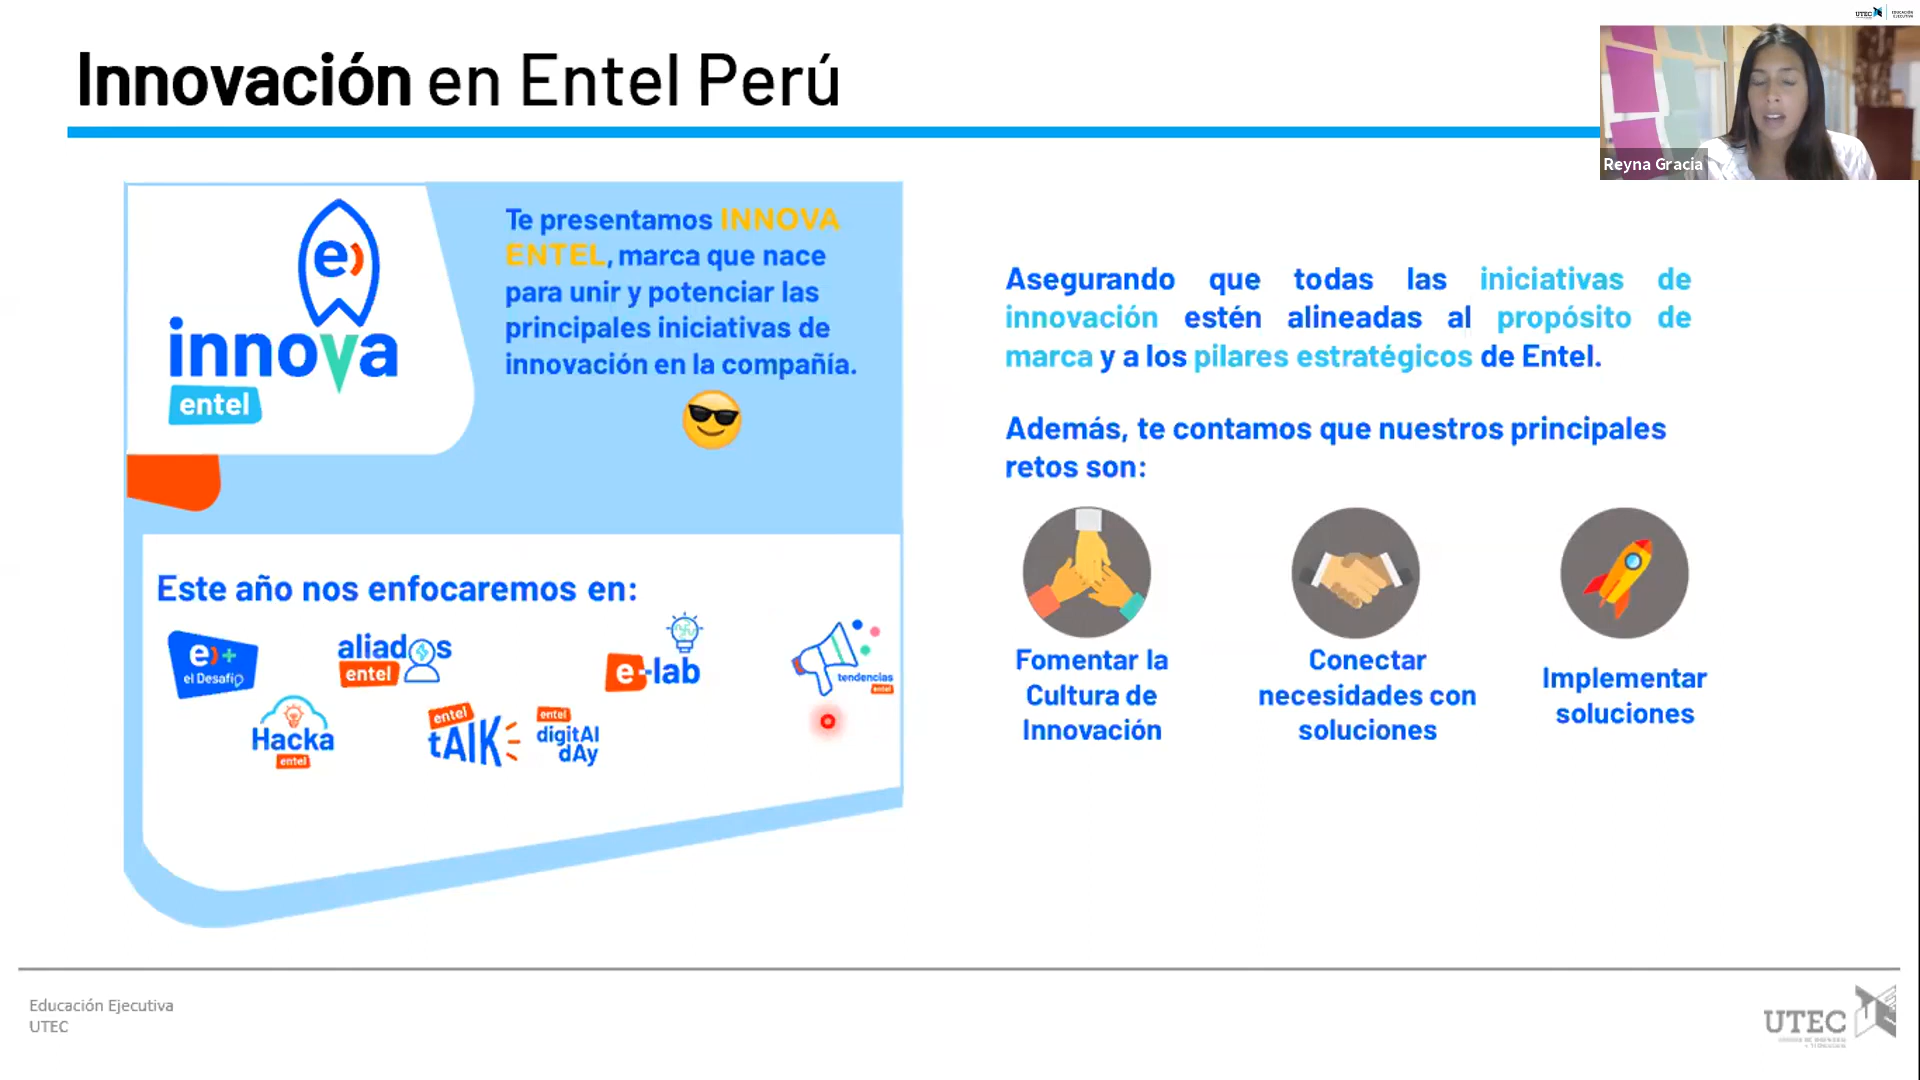 Innovación en Entel Perú
UTEC
EDUCACIÓN
EJECUTIVA
Reyna Gracia
e)
innova
entel
Te presentamos INNOVA
ENTEL, marca que nace
para unir y potenciar las
principales iniciativas de
innovación en la compañía.
Este año nos enfocaremos en:
e)+
el Desafío
aliados
entel
e-lab
tendencias
entel
Hacka
entel
entel
tAlK
entel
digitAl
dAy
Asegurando que todas las iniciativas de
innovación estén alineadas al propósito de
marca y a los pilares estratégicos de Entel.
Además, te contamos que nuestros principales
retos son:
Fomentar la
Cultura de
Innovación
Conectar
necesidades con
soluciones
Implementar
soluciones
Educación Ejecutiva
UTEC
UTEC